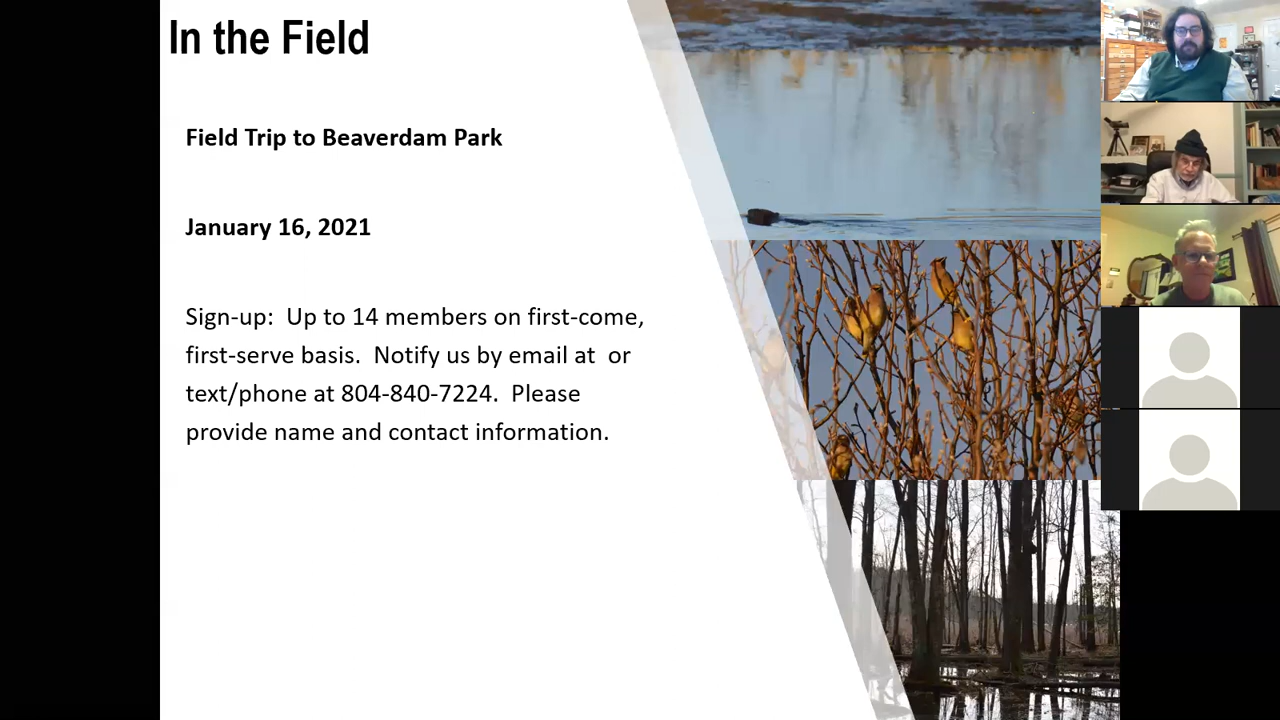 In the Field
Field Trip to Beaverdam Park
January 16, 2021
Sign-up:  Up to 14 members on first-come,
first-serve basis.  Notify us by email at  or
text/phone at 804-840-7224.  Please
provide name and contact information.